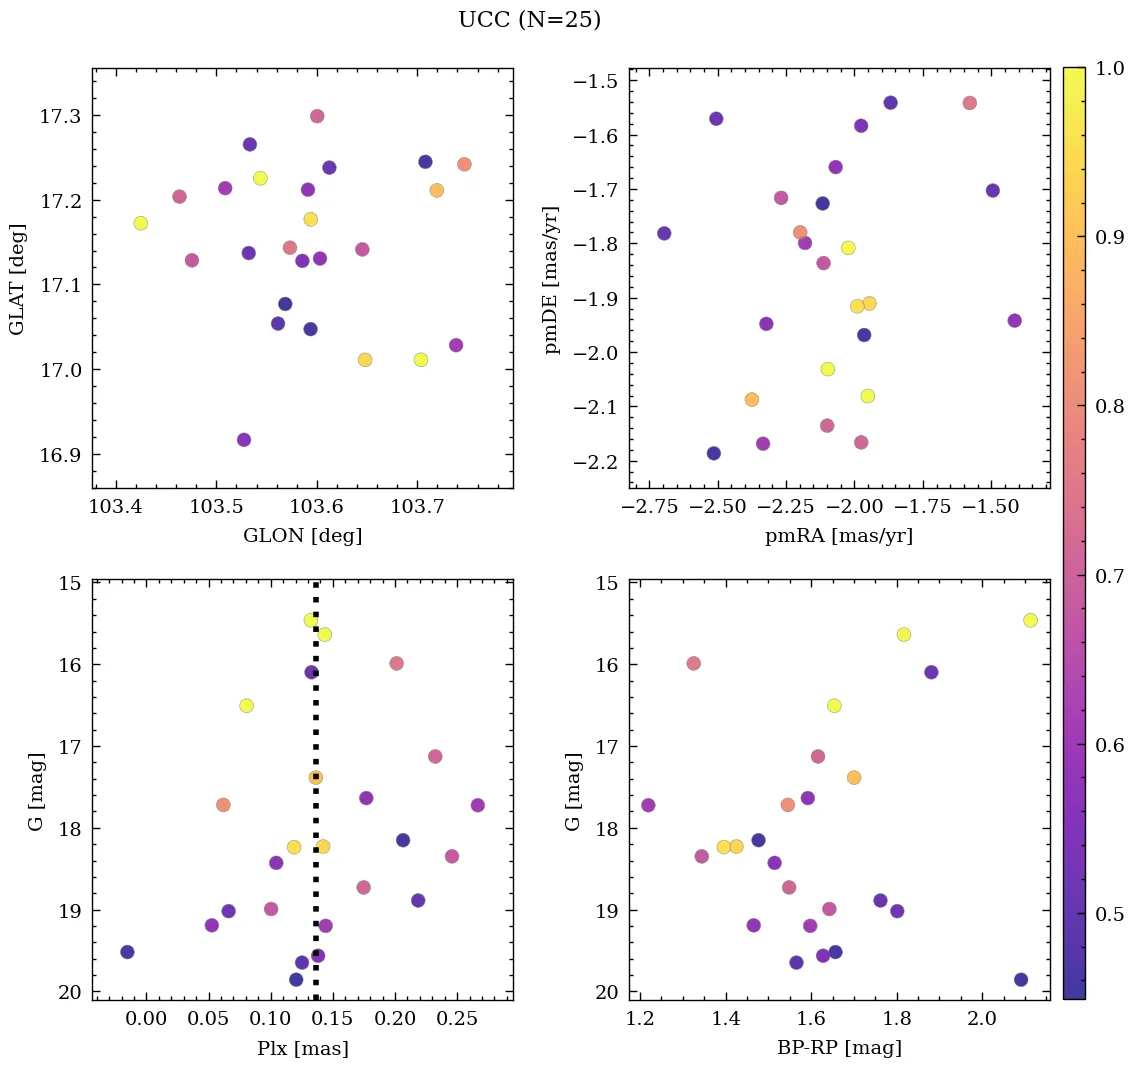 UCC (N=25)
17.3
17.2
17.1
17.0
16.9
GLAT [deg]
103.4 103.5 103.6 103.7
GLON [deg]
−1.5
−1.6
−1.7
−1.8
−1.9
−2.0
−2.1
−2.2
pmDE [mas/yr]
−2.75 −2.50 −2.25 −2.00 −1.75 −1.50
pmRA [mas/yr]
15
16
17
18
19
20
G [mag]
0.00 0.05 0.10 0.15 0.20 0.25
Plx [mas]
15
16
17
18
19
20
G [mag]
1.2 1.4 1.6 1.8 2.0
BP-RP [mag]
1.0
0.9
0.8
0.7
0.6
0.5